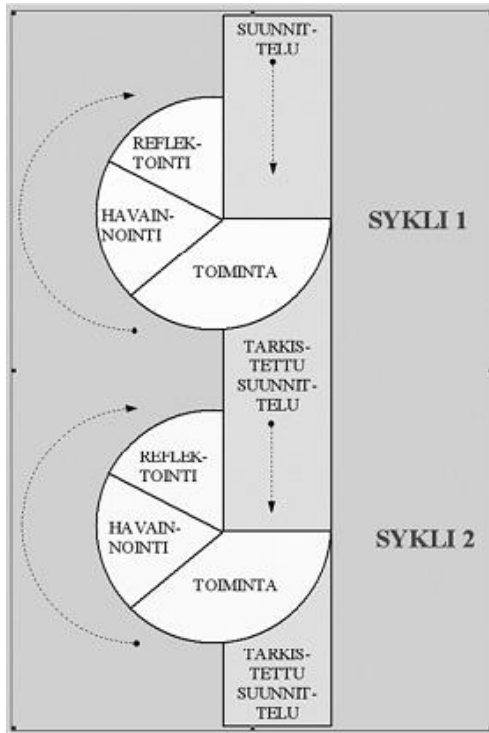 SUUNNIT-
TELU
REFLEK-
TOINTI
HAVAIN-
NOINTI
TOIMINTA
SYKLI 1
TARKIS-
TETTU
SUUNNIT-
TELU
REFLEK-
TOINTI
HAVAIN-
NOINTI
TOIMINTA
SYKLI 2
TARKIS-
TETTU
SUUNNIT-
TELU